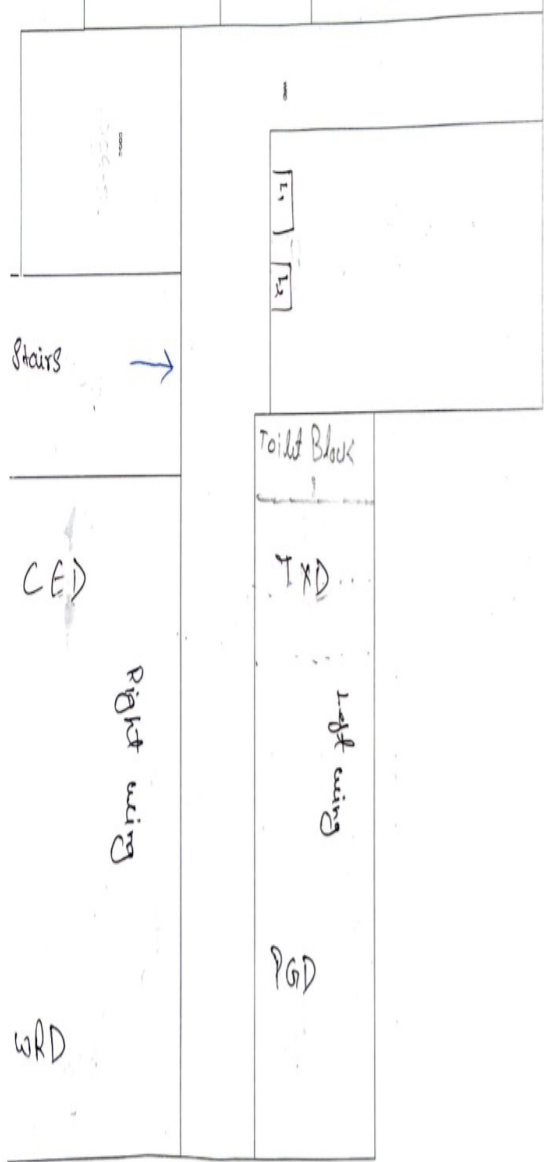 L1
L2
Stairs
Toilet Block
CED
TXD
Right wing
Left wing
PGD
WRD